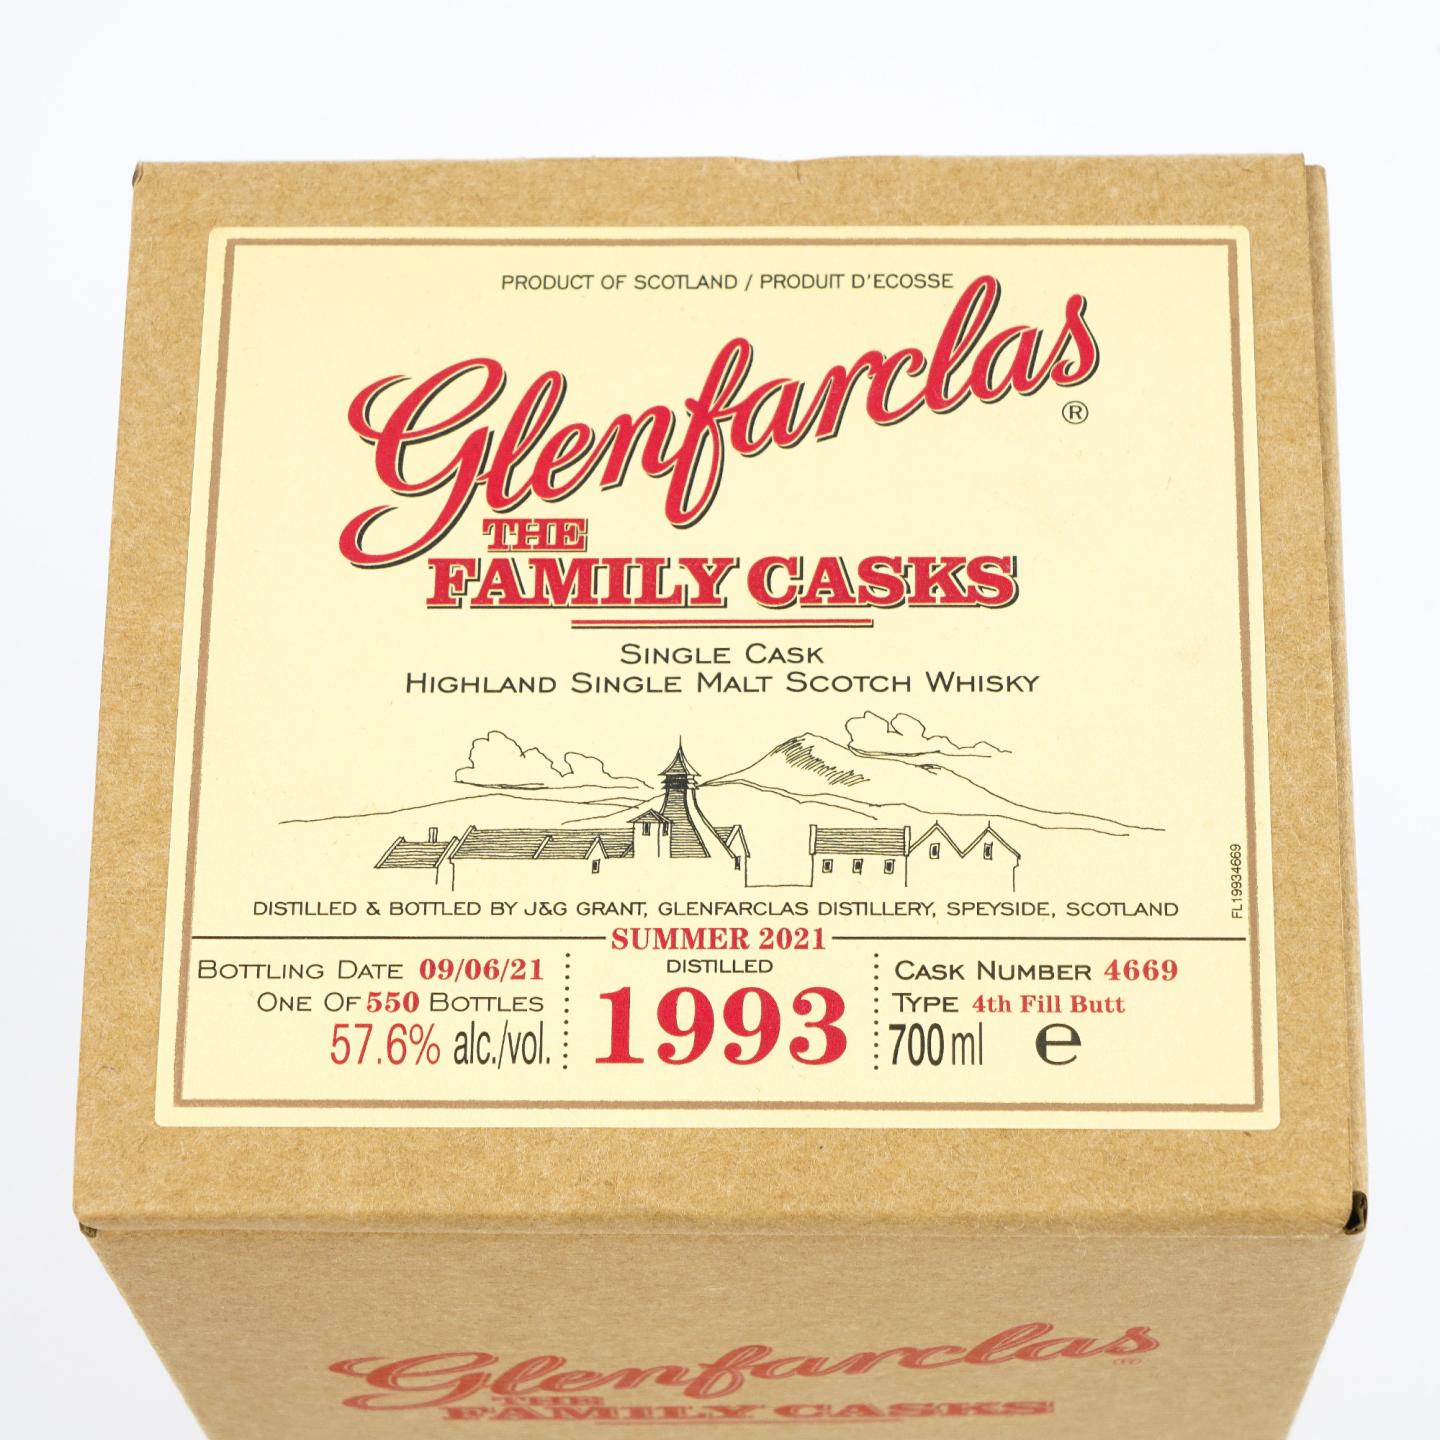 PRODUCT OF SCOTLAND / PRODUIT D'ECOSSE
Glenfarclas ®
THE
FAMILY CASKS
SINGLE CASK
HIGHLAND SINGLE MALT SCOTCH WHISKY
FL19934669
DISTILLED & BOTTLED BY J&G GRANT, GLENFARCLAS DISTILLERY, SPEYSIDE, SCOTLAND
SUMMER 2021
BOTTLING DATE 09/06/21
ONE OF 550 BOTTLES
57.6% alc./vol.
DISTILLED
1993
CASK NUMBER 4669
TYPE 4th Fill Butt
700 ml e
Glenfarclas ®
THE
FAMILY CASKS